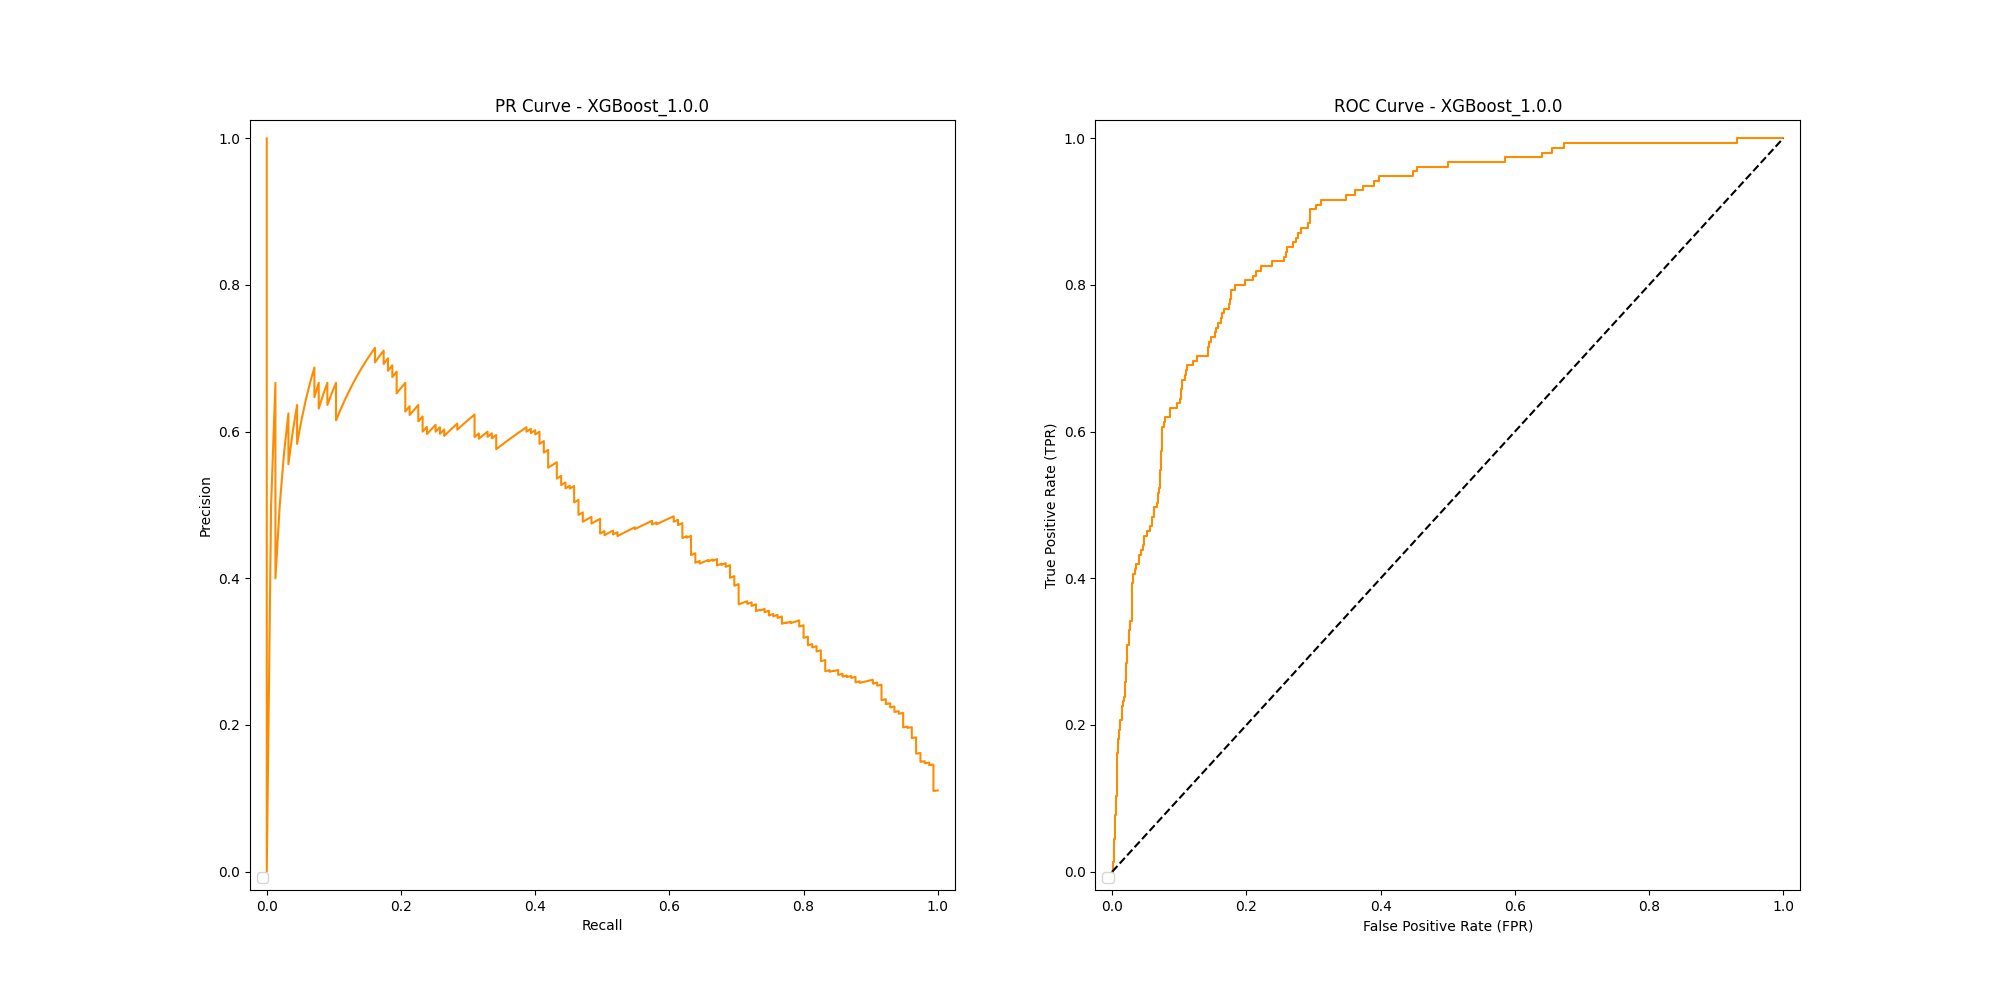 PR Curve - XGBoost_1.0.0
1.0
0.8
0.6
0.4
0.2
0.0
Precision
0.0 0.2 0.4 0.6 0.8 1.0
Recall
ROC Curve - XGBoost_1.0.0
1.0
0.8
0.6
0.4
0.2
0.0
True Positive Rate (TPR)
0.0 0.2 0.4 0.6 0.8 1.0
False Positive Rate (FPR)